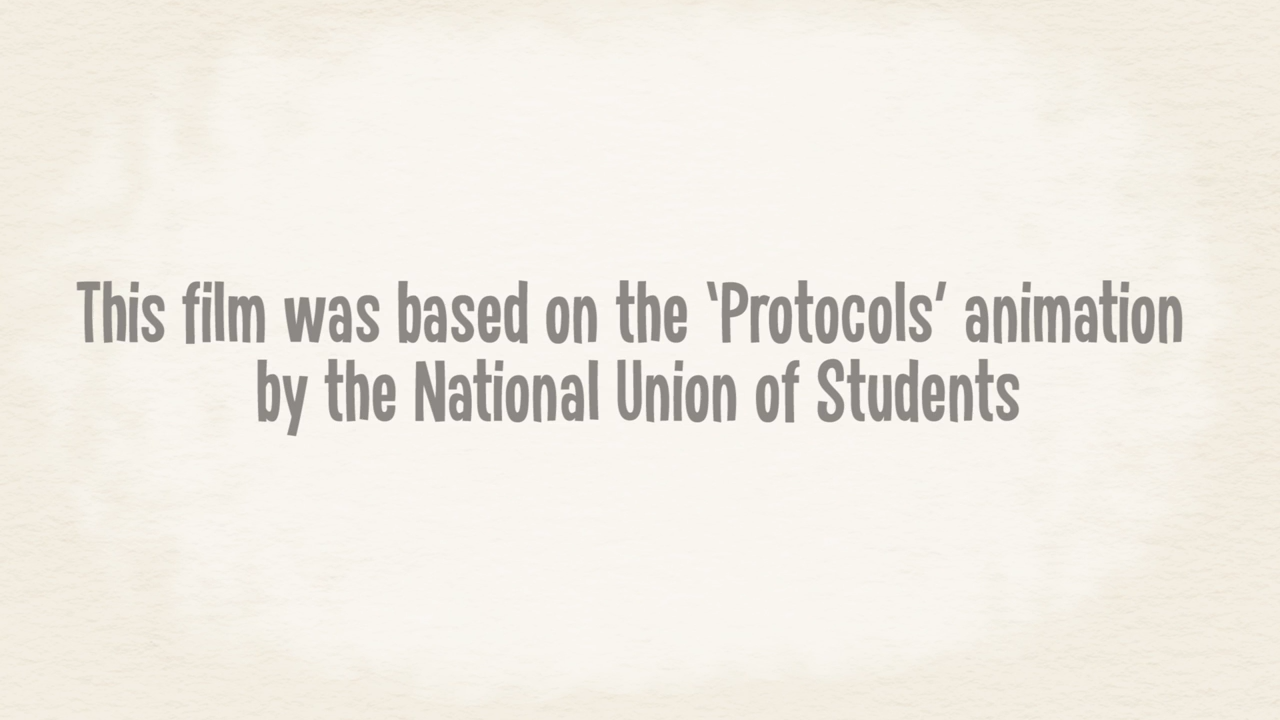 This film was based on the ‘Protocols’ animation
by the National Union of Students